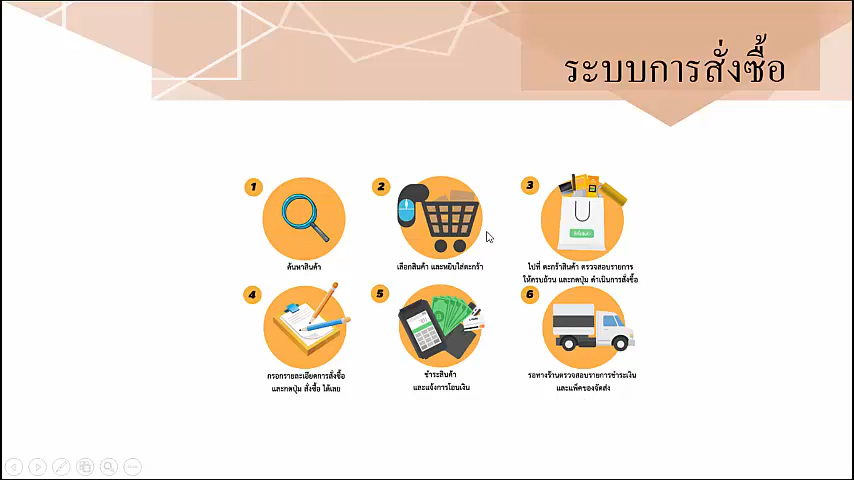 ระบบการสั่งซื้อ
1
2
3
ค้นหาสินค้า
เลือกสินค้า และหยิบใส่ตะกร้า
ไปที่ ตะกร้าสินค้า ตรวจสอบรายการ
ให้ครบถ้วน และกดปุ่ม ดำเนินการสั่งซื้อ
4
5
6
กรอกรายละเอียดการสั่งซื้อ
และกดปุ่ม สั่งซื้อ ได้เลย
ชำระสินค้า
และแจ้งการโอนเงิน
รอทางร้านตรวจสอบรายการชำระเงิน
และแพ็คของจัดส่ง